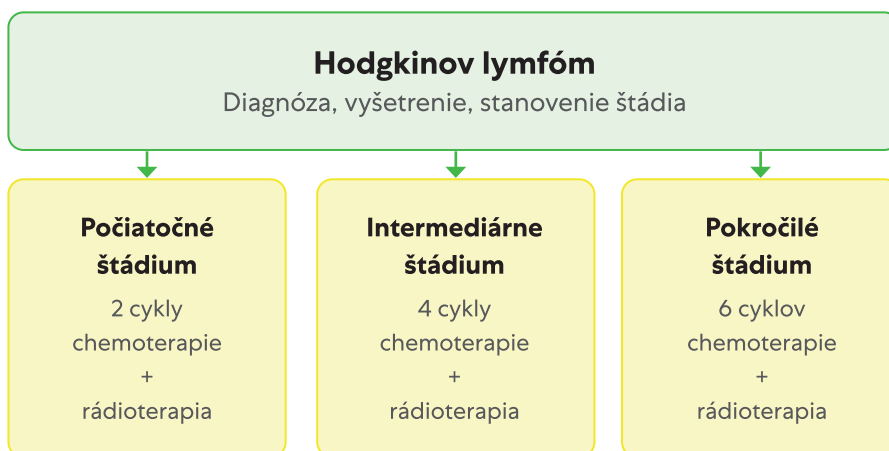 Hodgkinov lymfóm
Diagnóza, vyšetrenie, stanovenie štádia
Počiatočné
štádium
2 cykly
chemoterapie
+
rádioterapia
Intermediárne
štádium
4 cykly
chemoterapie
+
rádioterapia
Pokročilé
štádium
6 cyklov
chemoterapie
+
rádioterapia